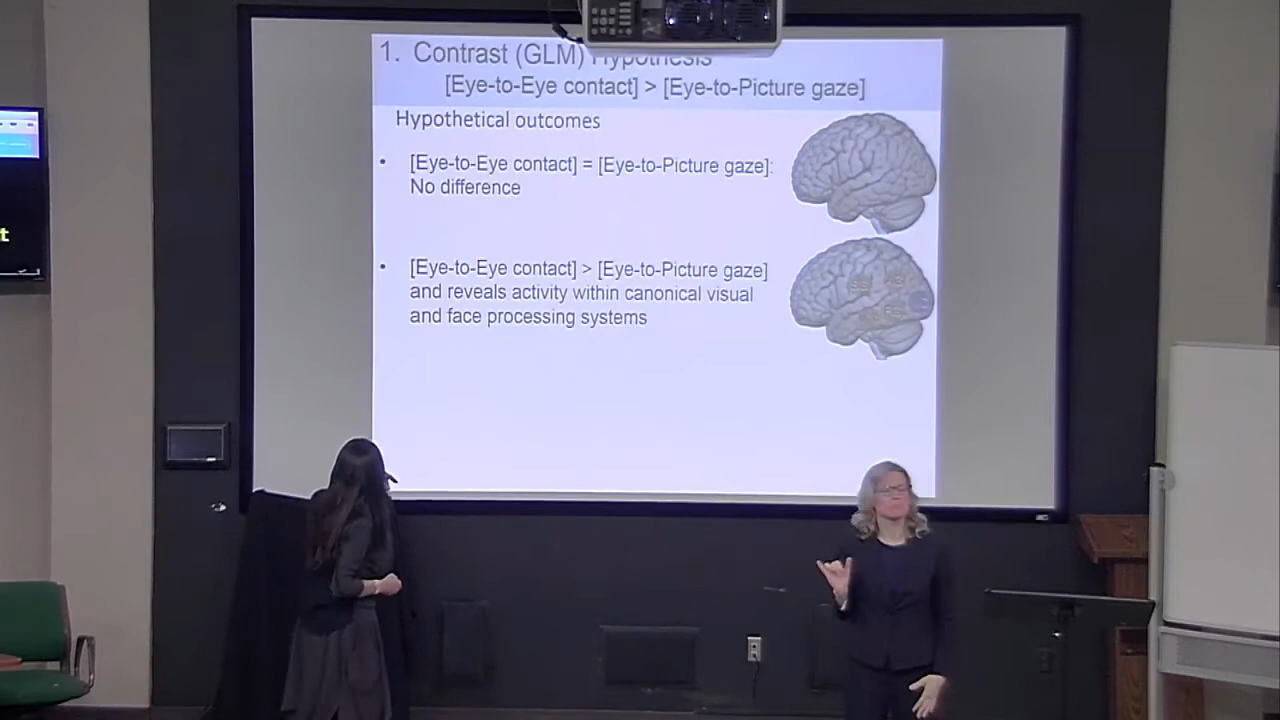 1. Contrast (GLM) Hypothesis
[Eye-to-Eye contact] > [Eye-to-Picture gaze]
Hypothetical outcomes
• [Eye-to-Eye contact] = [Eye-to-Picture gaze]:
No difference
• [Eye-to-Eye contact] > [Eye-to-Picture gaze]
and reveals activity within canonical visual
and face processing systems
t